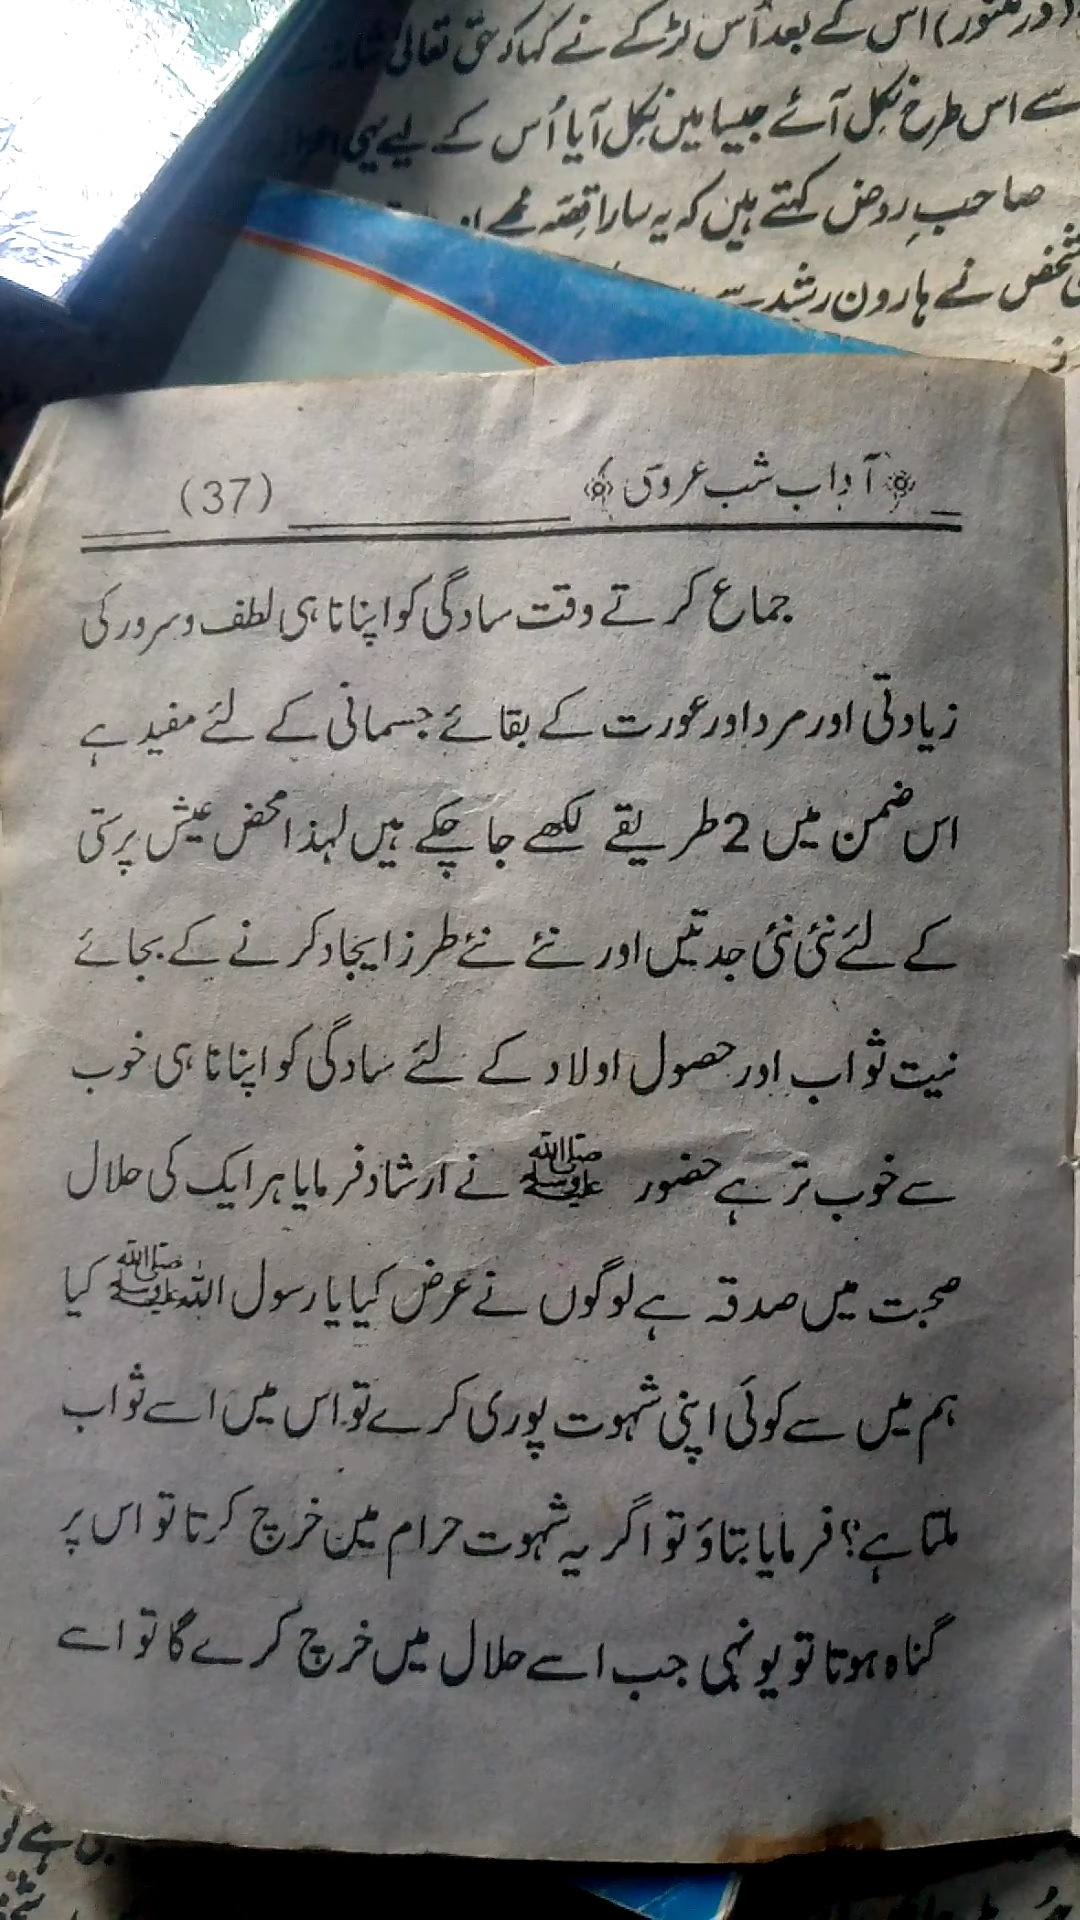 در منثور) اس کے بعد اُس لڑکے نے کہا کہ حق تعالیٰ
سے اس طرح نکل آئے جیسا میں نکل آیا اُس کے لیے یہی
صاحبِ روض کہتے ہیں کہ یہ سارا قصّہ مجھے
شخص نے ہارون رشید سے
آداب شب عروسی (37)
جماع کرتے وقت سادگی کو اپنانا ہی لطف و سرور کی
زیادتی اور مرد اور عورت کے بقائے جسمانی کے لئے مفید ہے
اس ضمن میں 2 طریقے لکھے جا چکے ہیں لہذا محض عیش پرستی
کے لئے نئی نئی جدتیں اور نئے نئے طرز ایجاد کرنے کے بجائے
نیت ثواب اور حصول اولاد کے لئے سادگی کو اپنانا ہی خوب
سے خوب تر ہے حضور ﷺ نے ارشاد فرمایا ہر ایک کی حلال
صحبت میں صدقہ ہے لوگوں نے عرض کیا یا رسول اللہ ﷺ کیا
ہم میں سے کوئی اپنی شہوت پوری کرے تو اس میں اسے ثواب
ملتا ہے؟ فرمایا بتاؤ تو اگر یہ شہوت حرام میں خرچ کرتا تو اس پر
گناہ ہوتا تو یونہی جب اسے حلال میں خرچ کرے گا تو اسے